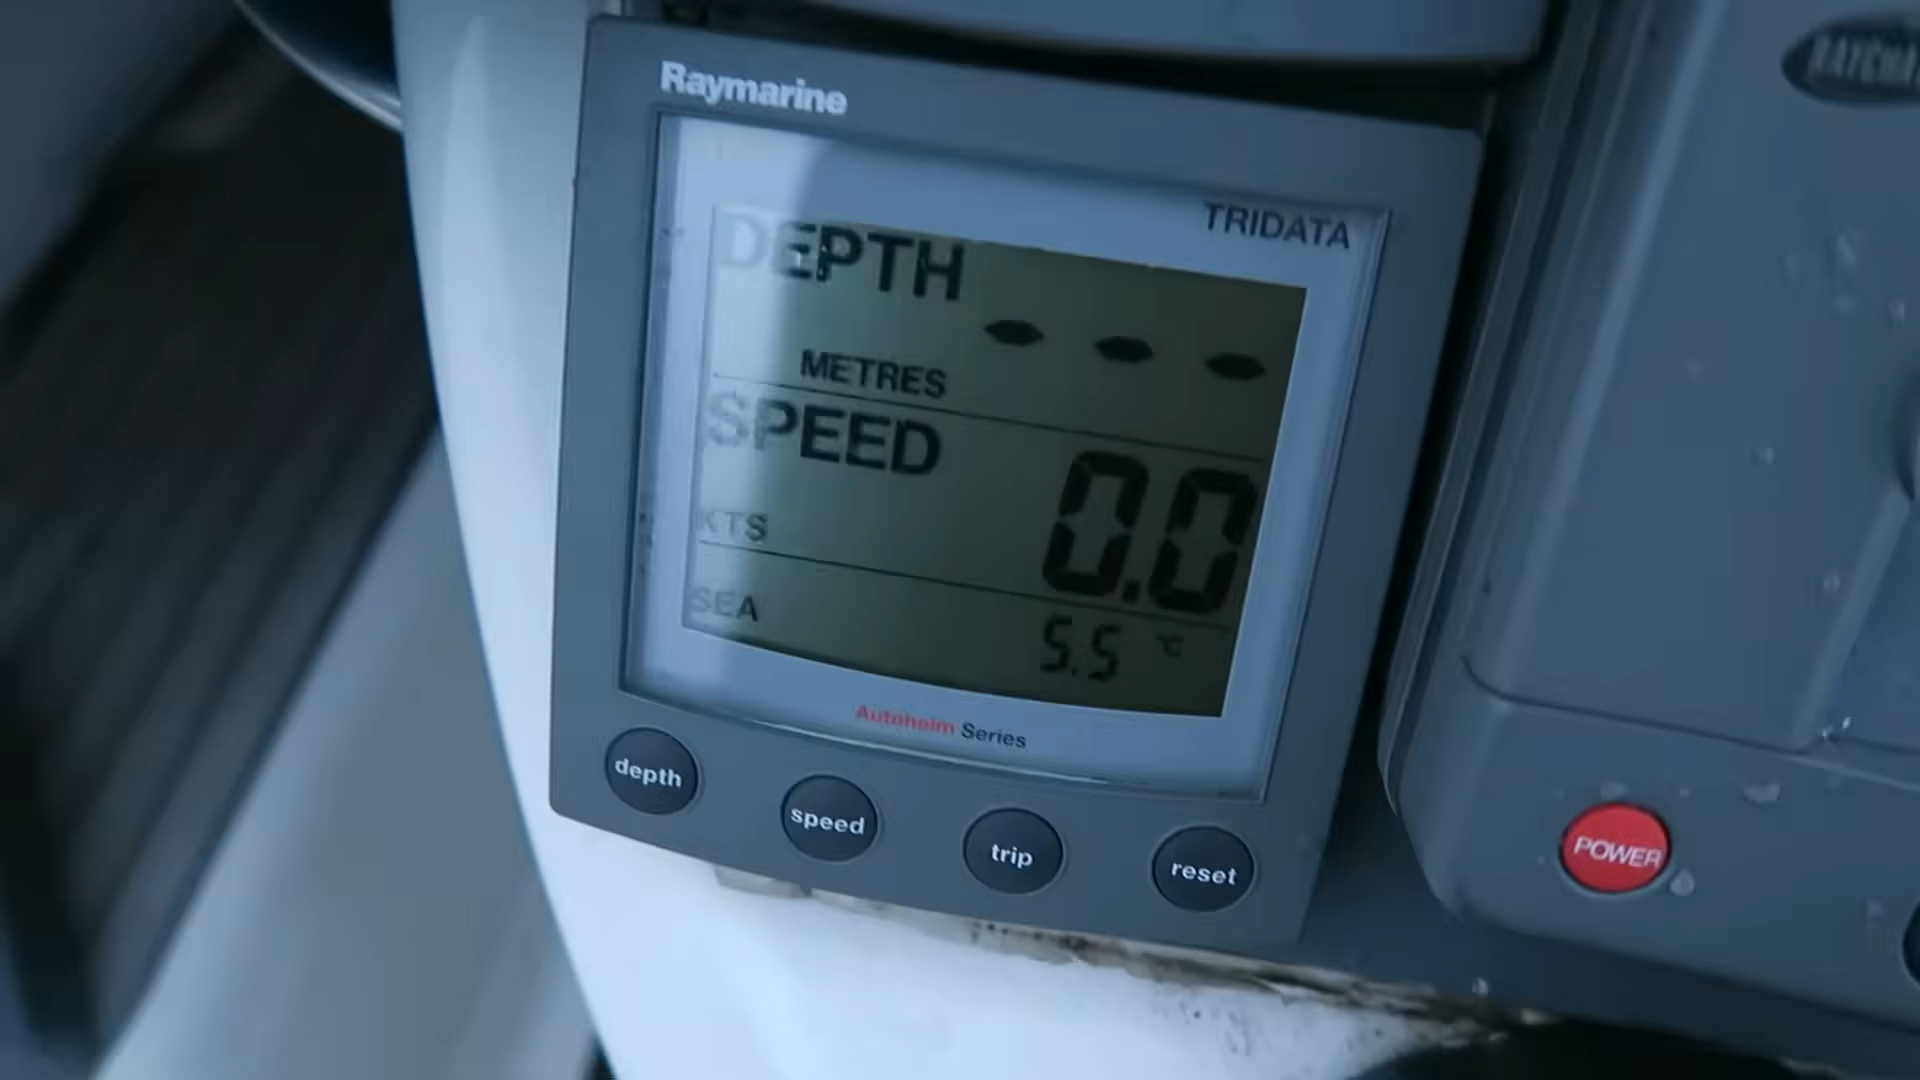 Raymarine
TRIDATA
DEPTH
- - -
METRES
SPEED
0.0
KTS
SEA
5.5 °C
Autohelm Series
depth
speed
trip
reset
POWER